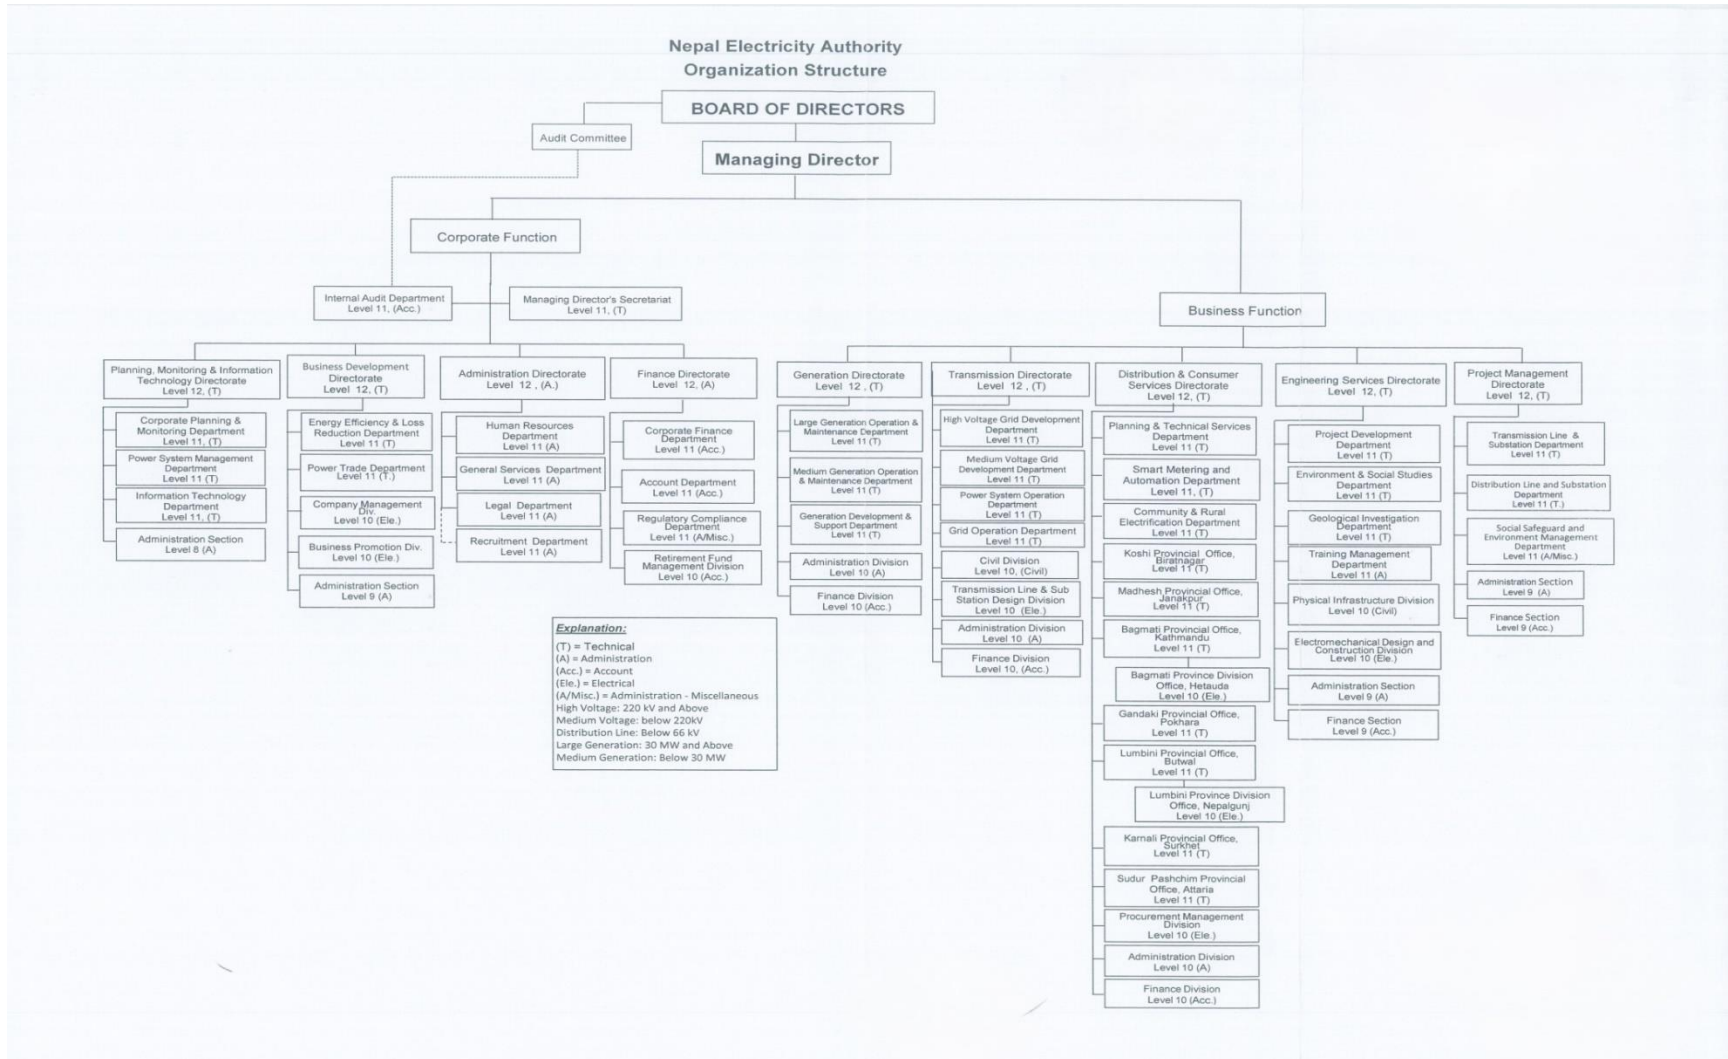 Nepal Electricity Authority
Organization Structure
BOARD OF DIRECTORS
Audit Committee
Managing Director
Corporate Function
Internal Audit Department
Level 11, (Acc.)
Managing Director's Secretariat
Level 11, (T)
Business Function
Planning, Monitoring & Information
Technology Directorate
Level 12, (T)
Corporate Planning &
Monitoring Department
Level 11, (T)
Power System Management
Department
Level 11 (T)
Information Technology
Department
Level 11, (T)
Administration Section
Level 8 (A)
Business Development
Directorate
Level 12, (T)
Energy Efficiency & Loss
Reduction Department
Level 11 (T)
Power Trade Department
Level 11 (T.)
Company Management
Div.
Level 10 (Ele.)
Business Promotion Div.
Level 10 (Ele.)
Administration Section
Level 9 (A)
Administration Directorate
Level 12 , (A.)
Human Resources
Department
Level 11 (A)
General Services Department
Level 11 (A)
Legal Department
Level 11 (A)
Recruitment Department
Level 11 (A)
Finance Directorate
Level 12, (A)
Corporate Finance
Department
Level 11 (Acc.)
Account Department
Level 11 (Acc.)
Regulatory Compliance
Department
Level 11 (A/Misc.)
Retirement Fund
Management Division
Level 10 (Acc.)
Explanation:
(T) = Technical
(A) = Administration
(Acc.) = Account
(Ele.) = Electrical
(A/Misc.) = Administration - Miscellaneous
High Voltage: 220 kV and Above
Medium Voltage: below 220kV
Distribution Line: Below 66 kV
Large Generation: 30 MW and Above
Medium Generation: Below 30 MW
Generation Directorate
Level 12 , (T)
Large Generation Operation &
Maintenance Department
Level 11 (T)
Medium Generation Operation
& Maintenance Department
Level 11 (T)
Generation Development &
Support Department
Level 11 (T)
Administration Division
Level 10 (A)
Finance Division
Level 10 (Acc.)
Transmission Directorate
Level 12 , (T)
High Voltage Grid Development
Department
Level 11 (T)
Medium Voltage Grid
Development Department
Level 11 (T)
Power System Operation
Department
Level 11 (T)
Grid Operation Department
Level 11 (T)
Civil Division
Level 10, (Civil)
Transmission Line & Sub
Station Design Division
Level 10 (Ele.)
Administration Division
Level 10 (A)
Finance Division
Level 10, (Acc.)
Distribution & Consumer
Services Directorate
Level 12, (T)
Planning & Technical Services
Department
Level 11 (T)
Smart Metering and
Automation Department
Level 11, (T)
Community & Rural
Electrification Department
Level 11 (T)
Koshi Provincial Office,
Biratnagar
Level 11 (T)
Madhesh Provincial Office,
Janakpur
Level 11 (T)
Bagmati Provincial Office,
Kathmandu
Level 11 (T)
Bagmati Province Division
Office, Hetauda
Level 10 (Ele.)
Gandaki Provincial Office,
Pokhara
Level 11 (T)
Lumbini Provincial Office,
Butwal
Level 11 (T)
Lumbini Province Division
Office, Nepalgunj
Level 10 (Ele.)
Karnali Provincial Office,
Surkhet
Level 11 (T)
Sudur Pashchim Provincial
Office, Attaria
Level 11 (T)
Procurement Management
Division
Level 10 (Ele.)
Administration Division
Level 10 (A)
Finance Division
Level 10 (Acc.)
Engineering Services Directorate
Level 12, (T)
Project Development
Department
Level 11 (T)
Environment & Social Studies
Department
Level 11 (T)
Geological Investigation
Department
Level 11 (T)
Training Management
Department
Level 11 (A)
Physical Infrastructure Division
Level 10 (Civil)
Electromechanical Design and
Construction Division
Level 10 (Ele.)
Administration Section
Level 9 (A)
Finance Section
Level 9 (Acc.)
Project Management
Directorate
Level 12, (T)
Transmission Line &
Substation Department
Level 11 (T)
Distribution Line and Substation
Department
Level 11 (T.)
Social Safeguard and
Environment Management
Department
Level 11 (A/Misc.)
Administration Section
Level 9 (A)
Finance Section
Level 9 (Acc.)